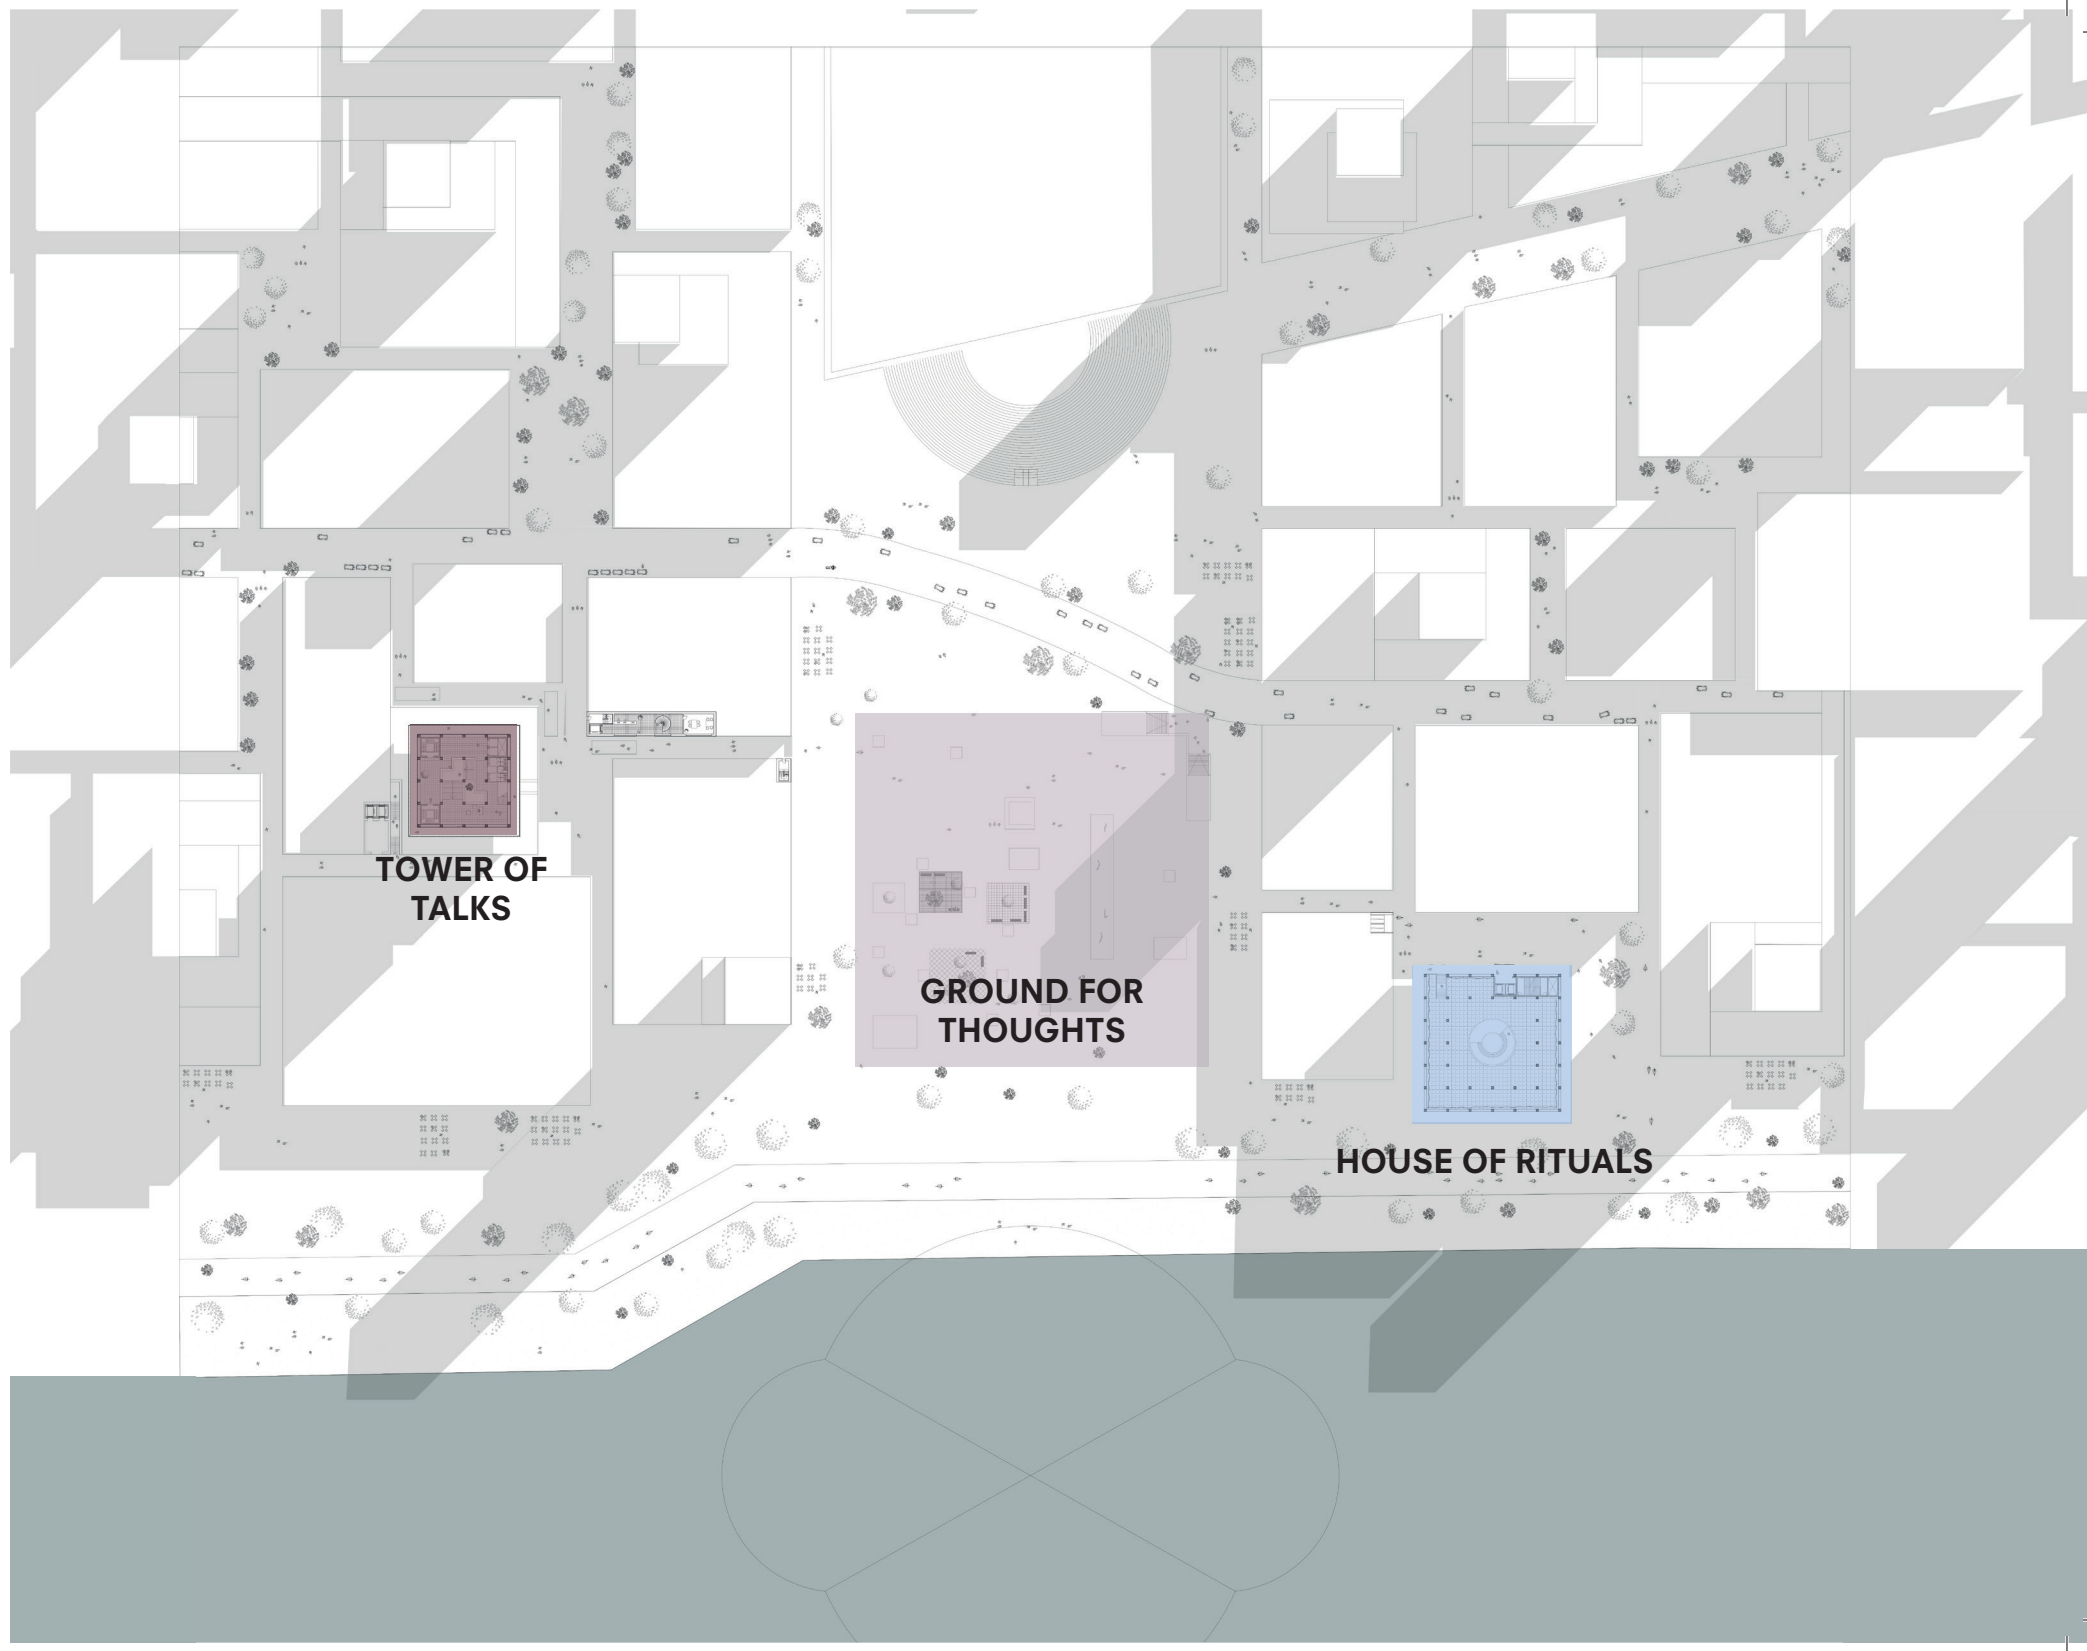 TOWER OF
TALKS
GROUND FOR
THOUGHTS
HOUSE OF RITUALS